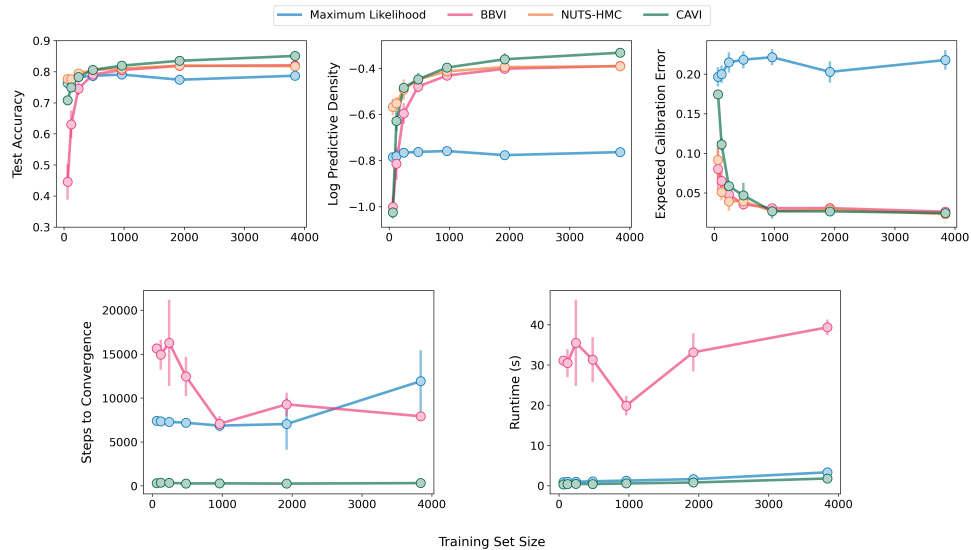 Maximum Likelihood BBVI NUTS-HMC CAVI
Test Accuracy
0.9
0.8
0.7
0.6
0.5
0.4
0.3
0 1000 2000 3000 4000
Log Predictive Density
−0.4
−0.6
−0.8
−1.0
0 1000 2000 3000 4000
Expected Calibration Error
0.20
0.15
0.10
0.05
0 1000 2000 3000 4000
Steps to Convergence
20000
15000
10000
5000
0
0 1000 2000 3000 4000
Runtime (s)
40
30
20
10
0
0 1000 2000 3000 4000
Training Set Size